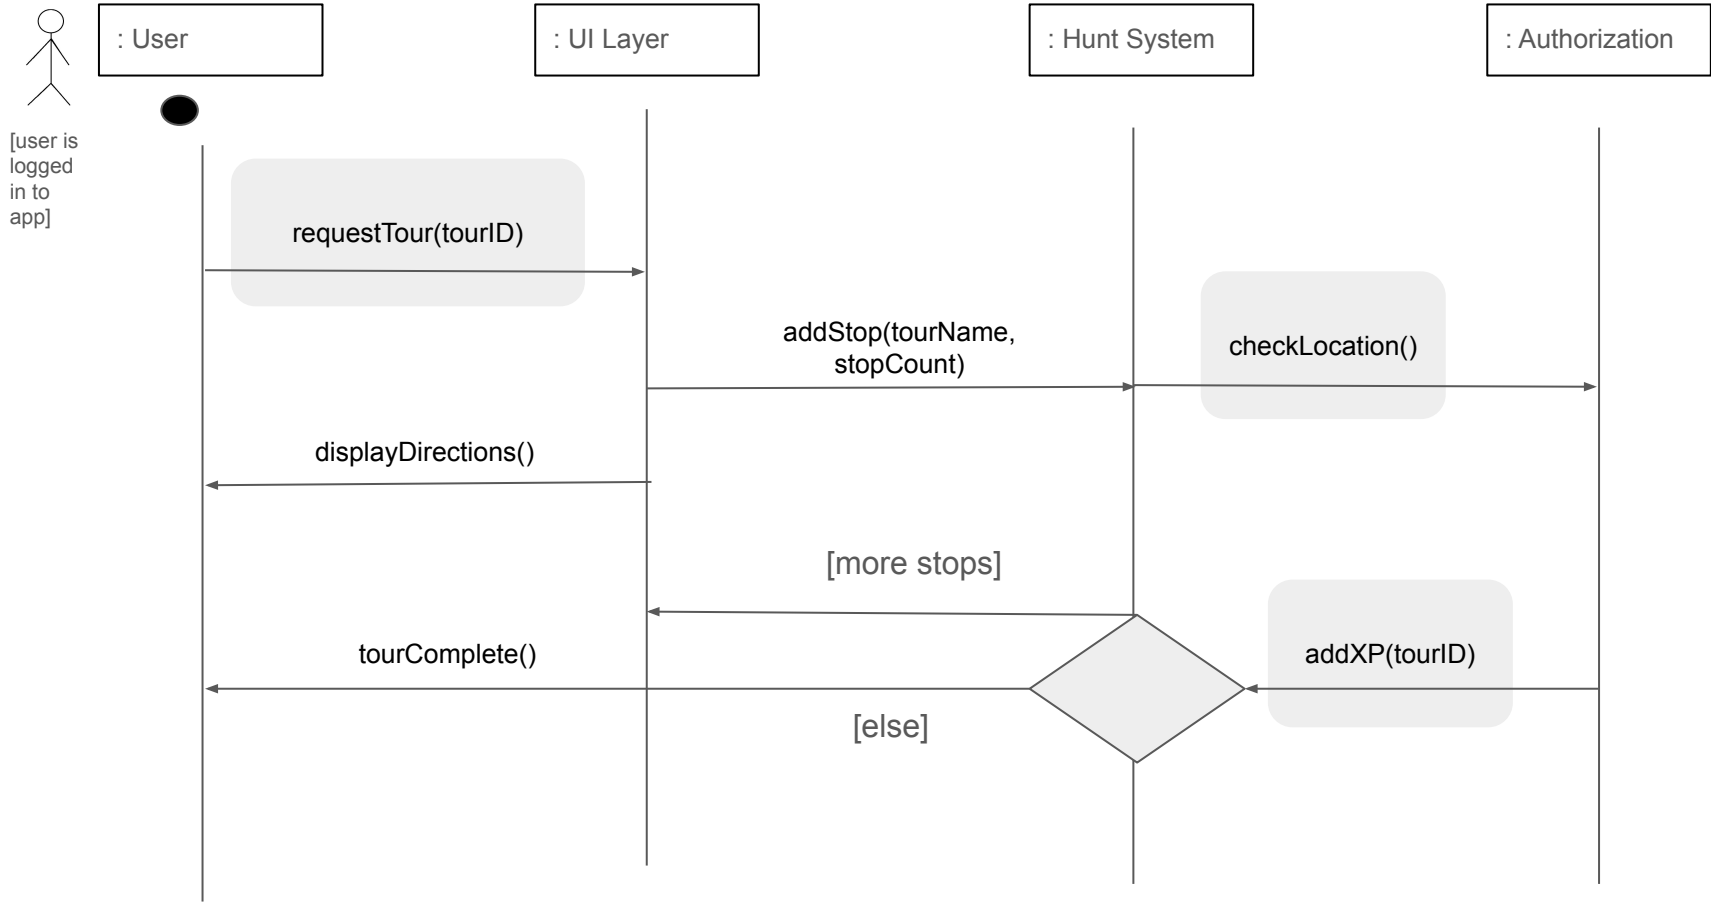 : User
: UI Layer
: Hunt System
: Authorization
[user is
logged
in to
app]
requestTour(tourID)
addStop(tourName,
stopCount)
checkLocation()
displayDirections()
[more stops]
tourComplete()
addXP(tourID)
[else]